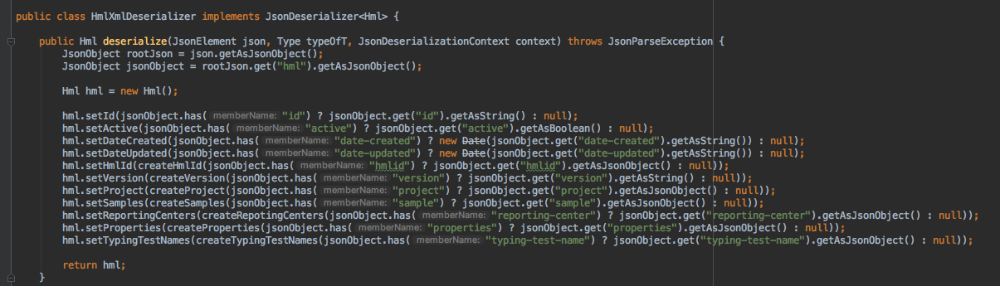 public class HmlXmlDeserializer implements JsonDeserializer<Hml> {
public Hml deserialize(JsonElement json, Type typeOfT, JsonDeserializationContext context) throws JsonParseException {
JsonObject rootJson = json.getAsJsonObject();
JsonObject jsonObject = rootJson.get("hml").getAsJsonObject();
Hml hml = new Hml();
hml.setId(jsonObject.has( memberName: "id") ? jsonObject.get("id").getAsString() : null);
hml.setActive(jsonObject.has( memberName: "active") ? jsonObject.get("active").getAsBoolean() : null);
hml.setDateCreated(jsonObject.has( memberName: "date-created") ? new Date(jsonObject.get("date-created").getAsString()) : null);
hml.setDateUpdated(jsonObject.has( memberName: "date-updated") ? new Date(jsonObject.get("date-updated").getAsString()) : null);
hml.setHmlId(createHmlId(jsonObject.has( memberName: "hmlid") ? jsonObject.get("hmlid").getAsJsonObject() : null));
hml.setVersion(createVersion(jsonObject.has( memberName: "version") ? jsonObject.get("version").getAsString() : null));
hml.setProject(createProject(jsonObject.has( memberName: "project") ? jsonObject.get("project").getAsJsonObject() : null));
hml.setSamples(createSamples(jsonObject.has( memberName: "sample") ? jsonObject.get("sample").getAsJsonObject() : null));
hml.setReportingCenters(createRepotingCenters(jsonObject.has( memberName: "reporting-center") ? jsonObject.get("reporting-center").getAsJsonObject() : null));
hml.setProperties(createProperties(jsonObject.has( memberName: "properties") ? jsonObject.get("properties").getAsJsonObject() : null));
hml.setTypingTestNames(createTypingTestNames(jsonObject.has( memberName: "typing-test-name") ? jsonObject.get("typing-test-name").getAsJsonObject() : null));
return hml;
}